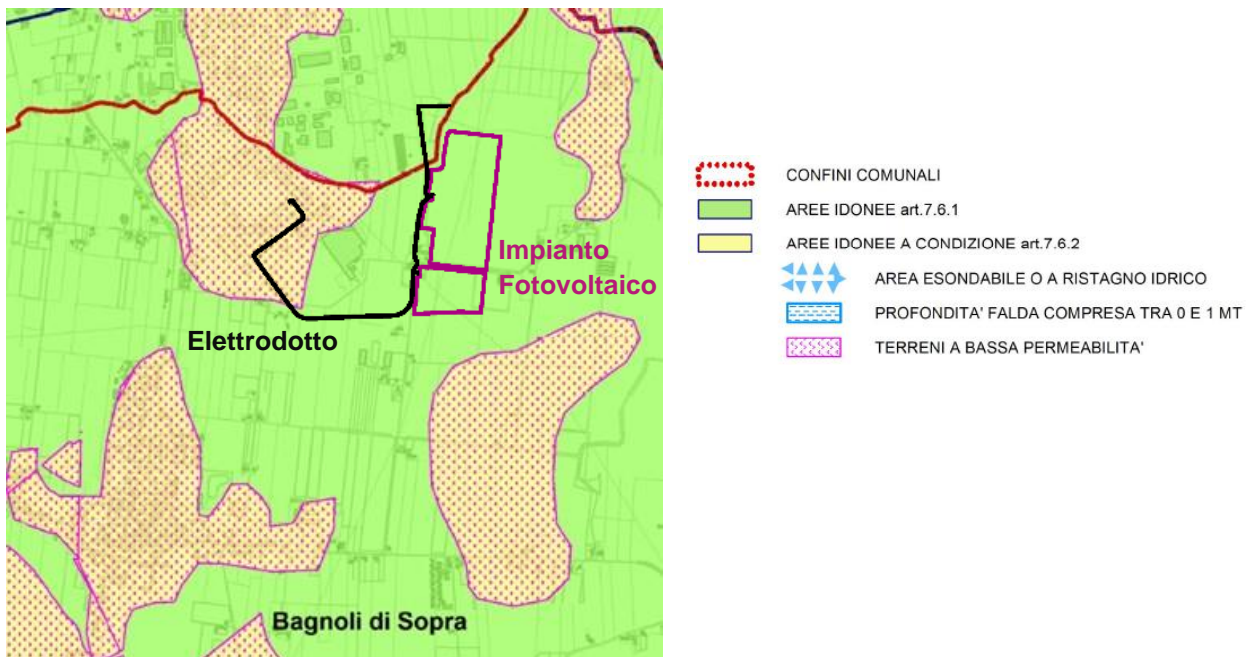 Impianto
Fotovoltaico
Elettrodotto
Bagnoli di Sopra
CONFINI COMUNALI
AREE IDONEE art.7.6.1
AREE IDONEE A CONDIZIONE art.7.6.2
AREA ESONDABILE O A RISTAGNO IDRICO
PROFONDITA' FALDA COMPRESA TRA 0 E 1 MT
TERRENI A BASSA PERMEABILITA'